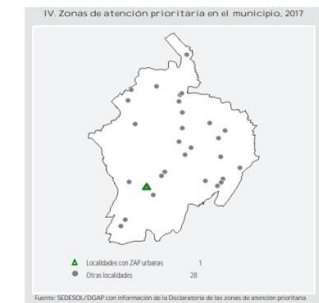 IV. Zonas de atención prioritaria en el municipio, 2017
Localidades con ZAP urbanas 1
Otras localidades 28
Fuente: SEDESOL/DGAP con información de la Declaratoria de las zonas de atención prioritaria